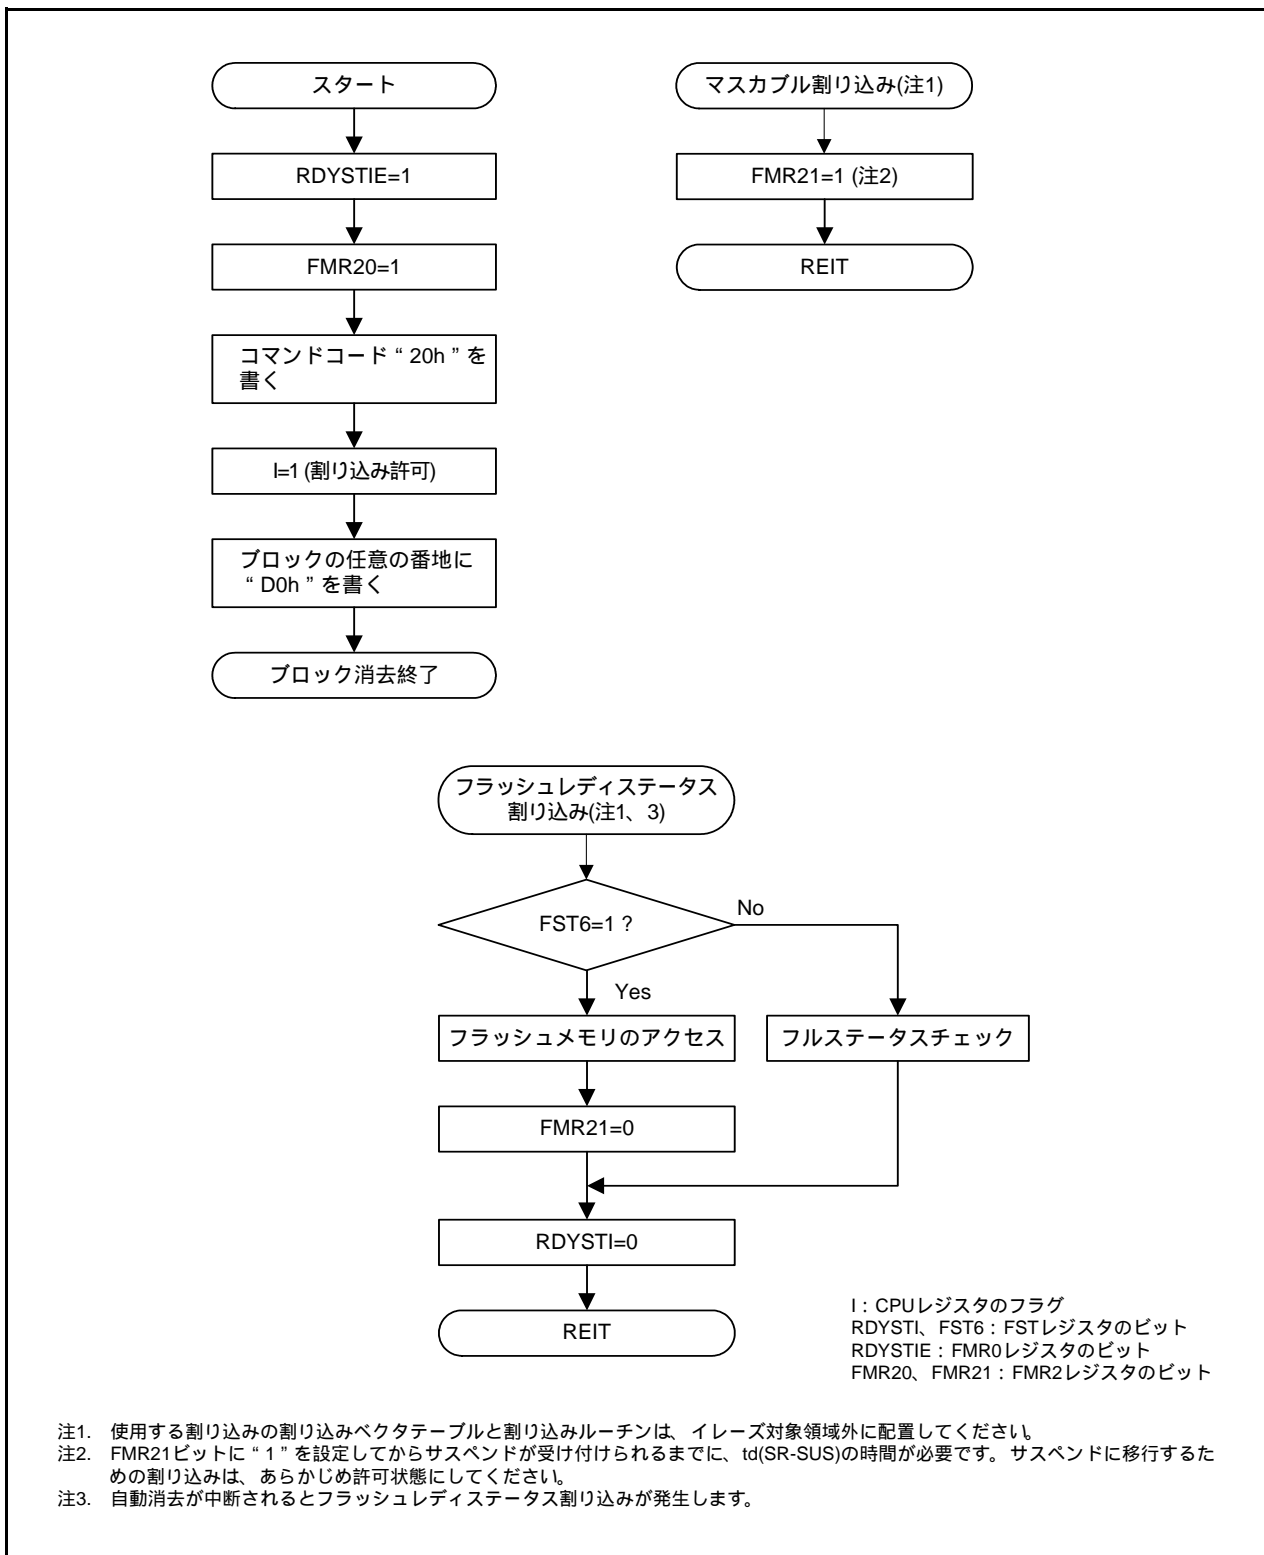 スタート
RDYSTIE=1
FMR20=1
コマンドコード“ 20h ”を
書く
I=1 (割り込み許可)
ブロックの任意の番地に
“ D0h ”を書く
ブロック消去終了
マスカブル割り込み(注1)
FMR21=1 (注2)
REIT
フラッシュレディステータス
割り込み(注1、3)
FST6=1 ?
No
Yes
フラッシュメモリのアクセス
フルステータスチェック
FMR21=0
RDYSTI=0
REIT
I : CPUレジスタのフラグ
RDYSTI、FST6 : FSTレジスタのビット
RDYSTIE : FMR0レジスタのビット
FMR20、FMR21 : FMR2レジスタのビット
注1. 使用する割り込みの割り込みベクタテーブルと割り込みルーチンは、イレーズ対象領域外に配置してください。
注2. FMR21ビットに“ 1 ”を設定してからサスペンドが受け付けられるまでに、td(SR-SUS)の時間が必要です。サスペンドに移行するた
めの割り込みは、あらかじめ許可状態にしてください。
注3. 自動消去が中断されるとフラッシュレディステータス割り込みが発生します。